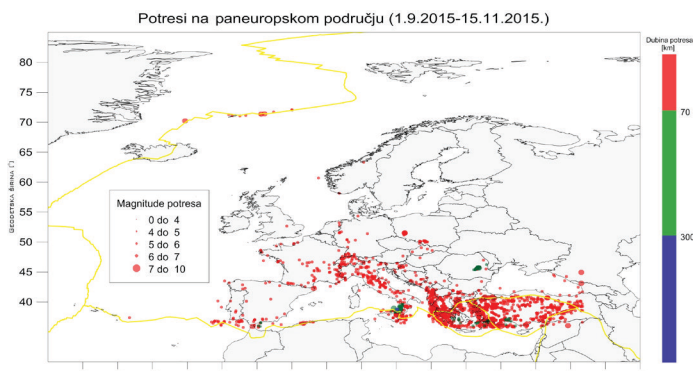 Potresi na paneuropskom području (1.9.2015-15.11.2015.)
Dubina potresa
[km]
85
80
75
70
65
60
55
50
45
40
GEODETSKA ŠIRINA (°)
Magnitude potresa
0 do 4
4 do 5
5 do 6
6 do 7
7 do 10
70
300